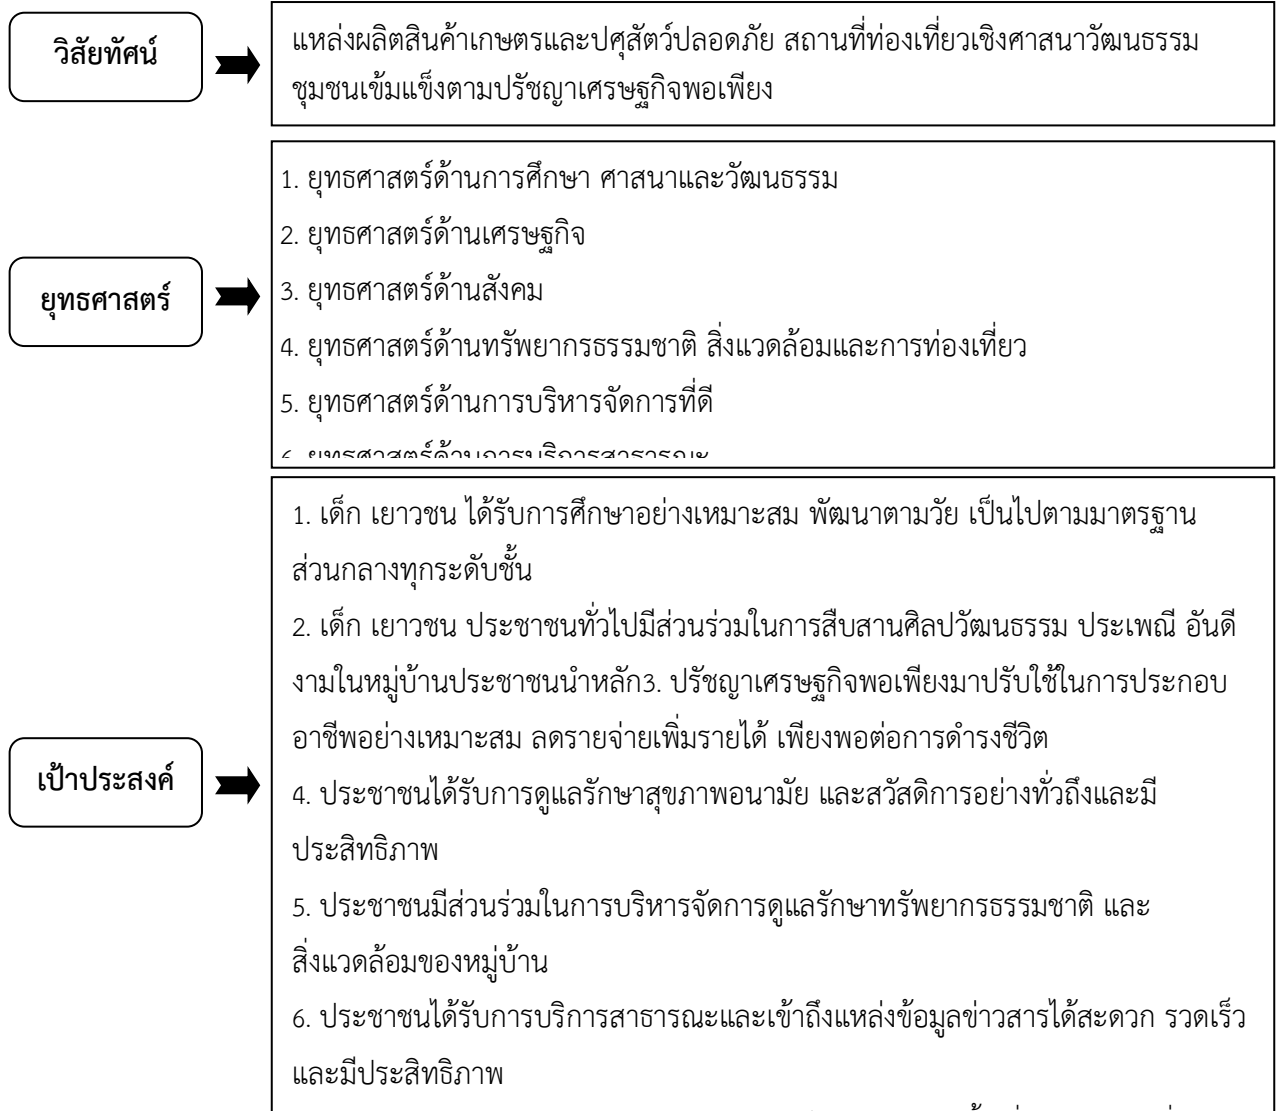 วิสัยทัศน์
แหล่งผลิตสินค้าเกษตรและปศุสัตว์ปลอดภัย สถานที่ท่องเที่ยวเชิงศาสนาวัฒนธรรม
ชุมชนเข้มแข็งตามปรัชญาเศรษฐกิจพอเพียง
ยุทธศาสตร์
1. ยุทธศาสตร์ด้านการศึกษา ศาสนาและวัฒนธรรม
2. ยุทธศาสตร์ด้านเศรษฐกิจ
3. ยุทธศาสตร์ด้านสังคม
4. ยุทธศาสตร์ด้านทรัพยากรธรรมชาติ สิ่งแวดล้อมและการท่องเที่ยว
5. ยุทธศาสตร์ด้านการบริหารจัดการที่ดี
6. ยุทธศาสตร์ด้านการบริการสาธารณะ
เป้าประสงค์
1. เด็ก เยาวชน ได้รับการศึกษาอย่างเหมาะสม พัฒนาตามวัย เป็นไปตามมาตรฐาน
ส่วนกลางทุกระดับชั้น
2. เด็ก เยาวชน ประชาชนทั่วไปมีส่วนร่วมในการสืบสานศิลปวัฒนธรรม ประเพณี อันดี
งามในหมู่บ้านประชาชนนำหลัก3. ปรัชญาเศรษฐกิจพอเพียงมาปรับใช้ในการประกอบ
อาชีพอย่างเหมาะสม ลดรายจ่ายเพิ่มรายได้ เพียงพอต่อการดำรงชีวิต
4. ประชาชนได้รับการดูแลรักษาสุขภาพอนามัย และสวัสดิการอย่างทั่วถึงและมี
ประสิทธิภาพ
5. ประชาชนมีส่วนร่วมในการบริหารจัดการดูแลรักษาทรัพยากรธรรมชาติ และ
สิ่งแวดล้อมของหมู่บ้าน
6. ประชาชนได้รับการบริการสาธารณะและเข้าถึงแหล่งข้อมูลข่าวสารได้สะดวก รวดเร็ว
และมีประสิทธิภาพ